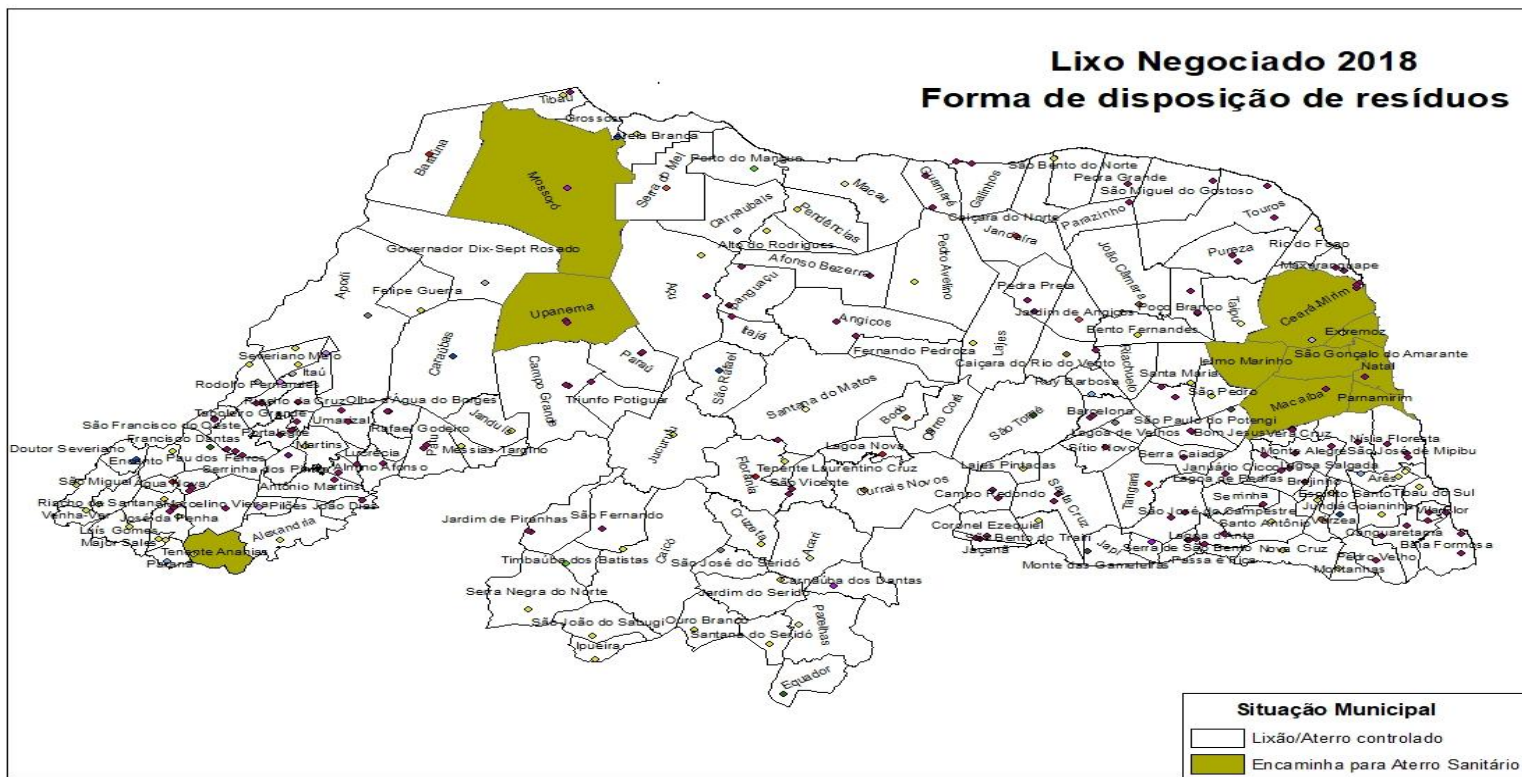 Lixo Negociado 2018
Forma de disposição de resíduos
Tibau
Grossos
Areia Branca
Baraúna
Mossoró
Serra do Mel
Porto do Mangue
Macau
Guamaré
Galinhos
São Bento do Norte
Pedra Grande
São Miguel do Gostoso
Caiçara do Norte
Parazinho
Touros
Carnaubais
Pendências
Jandaíra
Rio do Fogo
Governador Dix-Sept Rosado
Alto do Rodrigues
Pedro Avelino
João Câmara
Pureza
Maxaranguape
Apodi
Felipe Guerra
Açu
Afonso Bezerra
Ipanguaçu
Pedra Preta
Jardim de Angicos
Poço Branco
Taipu
Ceará-Mirim
Upanema
Itajá
Angicos
Bento Fernandes
Extremoz
Caraúbas
Paraú
Fernando Pedroza
Lajes
Caiçara do Rio do Vento
Riachuelo
Ielmo Marinho
São Gonçalo do Amarante
Severiano Melo
Itaú
São Rafael
Santa Maria
Natal
Rodolfo Fernandes
Campo Grande
Triunfo Potiguar
Santana do Matos
Ruy Barbosa
São Pedro
Macaíba
Parnamirim
Riacho da Cruz
Olho d'Água do Borges
Taboleiro Grande
Umarizal
Janduís
Bodó
Cerro Corá
São Tomé
Barcelona
São Paulo do Potengi
São Francisco do Oeste
Portalegre
Rafael Godeiro
Patu
Lagoa de Velhos
Bom Jesus
Vera Cruz
Francisco Dantas
Martins
Messias Targino
Jucurutu
Lagoa Nova
Sítio Novo
Nísia Floresta
Doutor Severiano
Encanto
Pau dos Ferros
Lucrécia
Serra Caiada
Monte Alegre
São José de Mipibu
Serrinha dos Pintos
Almino Afonso
Florânia
Tenente Laurentino Cruz
Lajes Pintadas
Januário Cicco
Lagoa Salgada
São Miguel
Água Nova
Antônio Martins
São Vicente
Currais Novos
Tangará
Lagoa de Pedras
Brejinho
Arês
Riacho de Santana
Marcelino Vieira
Pilões
João Dias
Campo Redondo
Santa Cruz
Serrinha
Espírito Santo
Tibau do Sul
Venha-Ver
José da Penha
Jardim de Piranhas
São Fernando
Cruzeta
São José do Campestre
Jundiá
Goianinha
Vila Flor
Luís Gomes
Alexandria
Coronel Ezequiel
Santo Antônio
Várzea
Major Sales
Caicó
Acari
São Bento do Trairí
Lagoa d'Anta
Canguaretama
Tenente Ananias
Jaçanã
Japi
Serra de São Bento
Nova Cruz
Baía Formosa
Paraná
Timbaúba dos Batistas
São José do Seridó
Monte das Gameleiras
Passa e Fica
Pedro Velho
Montanhas
Carnaúba dos Dantas
Serra Negra do Norte
Jardim do Seridó
São João do Sabugi
Ouro Branco
Santana do Seridó
Parelhas
Ipueira
Equador
Situação Municipal
Lixão/Aterro controlado
Encaminha para Aterro Sanitário